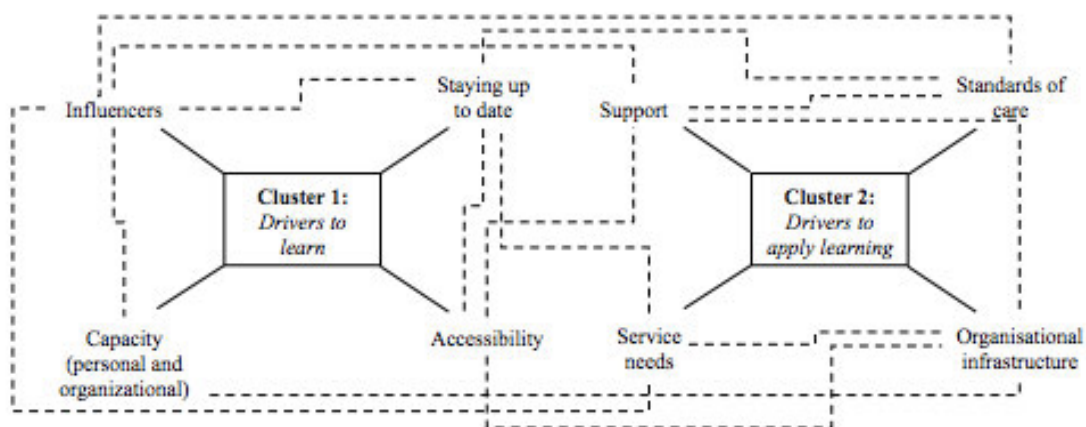 Influencers
Staying up
to date
Support
Standards of
care
Cluster 1:
Drivers to
learn
Cluster 2:
Drivers to
apply learning
Capacity
(personal and
organizational)
Accessibility
Service
needs
Organisational
infrastructure